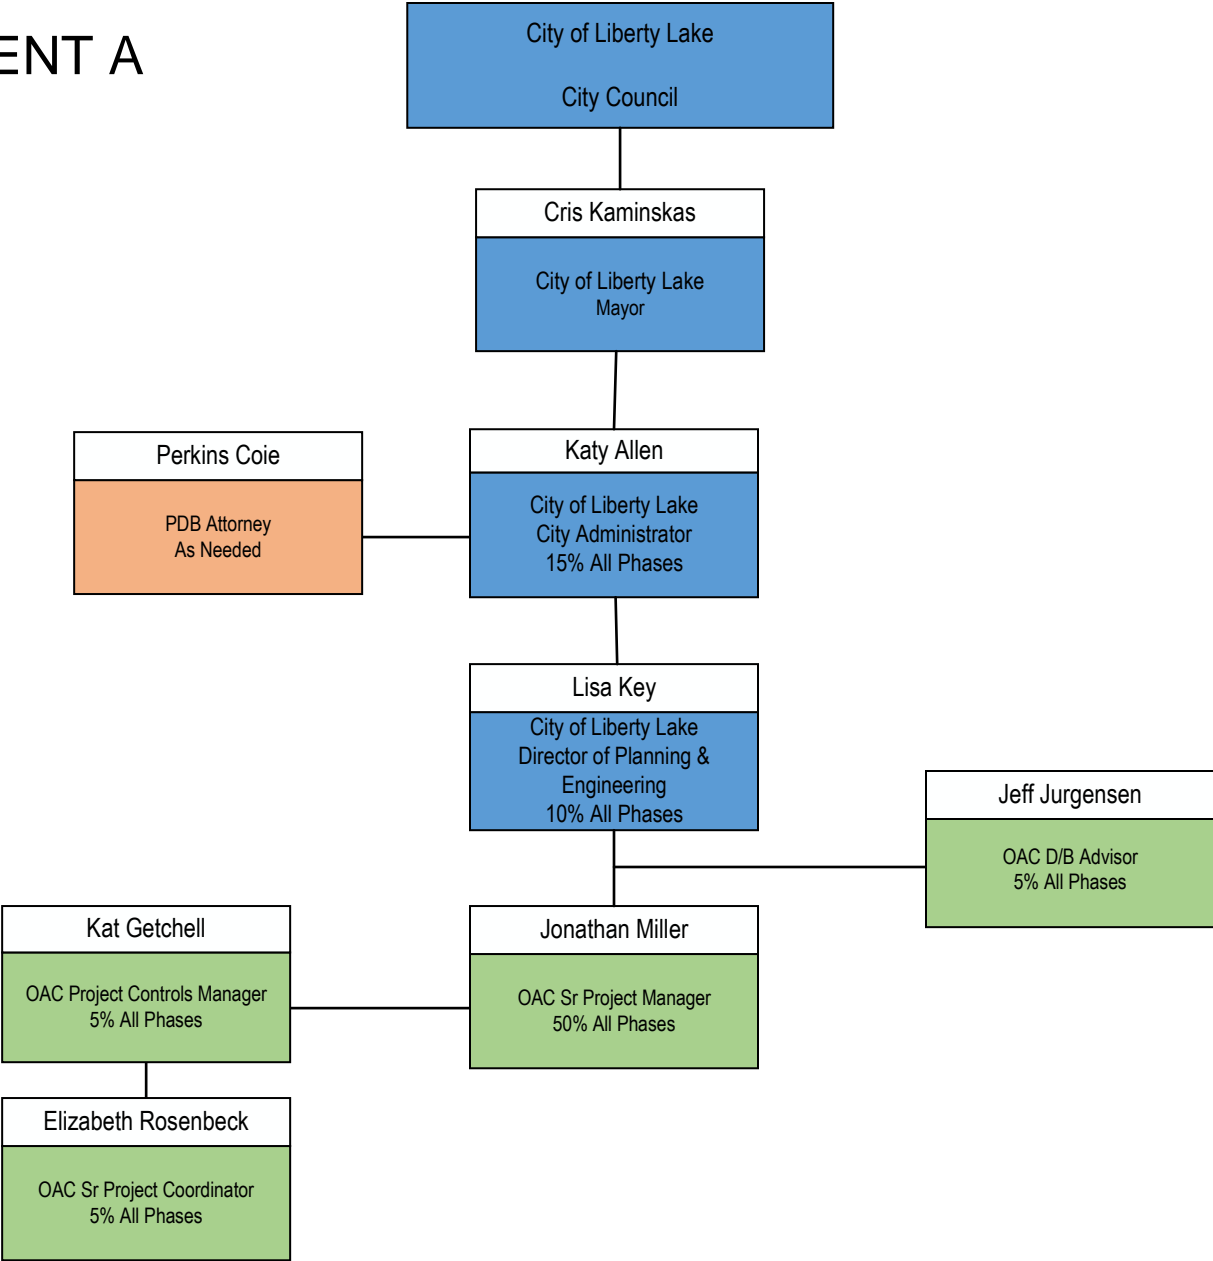 ENT A
City of Liberty Lake
City Council
Cris Kaminskas
City of Liberty Lake
Mayor
Perkins Coie
PDB Attorney
As Needed
Katy Allen
City of Liberty Lake
City Administrator
15% All Phases
Lisa Key
City of Liberty Lake
Director of Planning &
Engineering
10% All Phases
Jeff Jurgensen
OAC D/B Advisor
5% All Phases
Kat Getchell
OAC Project Controls Manager
5% All Phases
Jonathan Miller
OAC Sr Project Manager
50% All Phases
Elizabeth Rosenbeck
OAC Sr Project Coordinator
5% All Phases